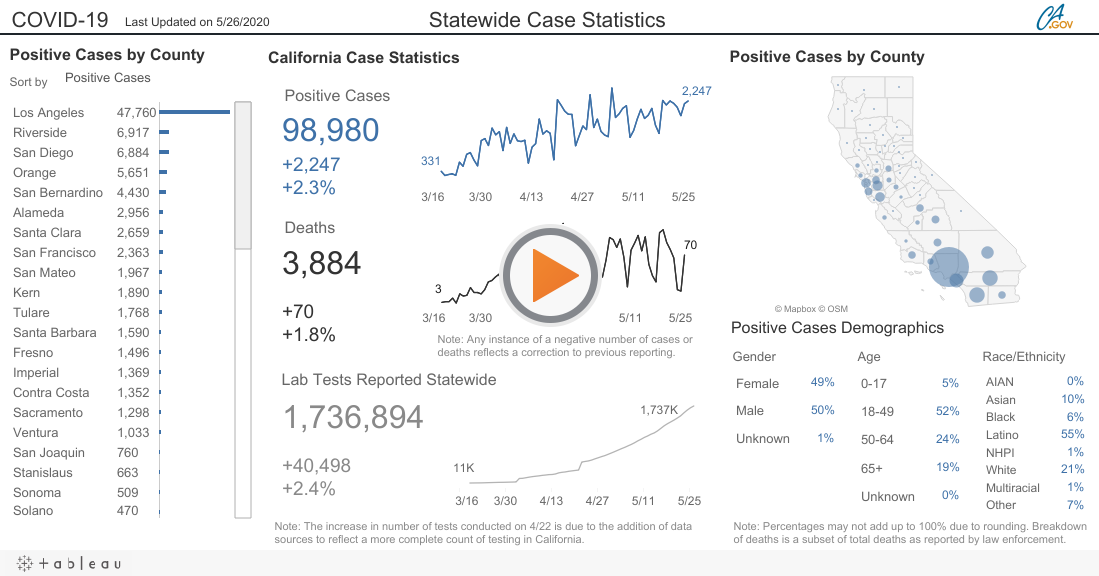 COVID-19 Last Updated on 5/26/2020 Statewide Case Statistics
CA.GOV
Positive Cases by County
Sort by Positive Cases
Los Angeles 47,760
Riverside 6,917
San Diego 6,884
Orange 5,651
San Bernardino 4,430
Alameda 2,956
Santa Clara 2,659
San Francisco 2,363
San Mateo 1,967
Kern 1,890
Tulare 1,768
Santa Barbara 1,590
Fresno 1,496
Imperial 1,369
Contra Costa 1,352
Sacramento 1,298
Ventura 1,033
San Joaquin 760
Stanislaus 663
Sonoma 509
Solano 470
California Case Statistics
Positive Cases
98,980
+2,247
+2.3%
331
2,247
3/16 3/30 4/13 4/27 5/11 5/25
Deaths
3,884
+70
+1.8%
3
70
3/16 3/30 5/11 5/25
Note: Any instance of a negative number of cases or
deaths reflects a correction to previous reporting.
Lab Tests Reported Statewide
1,736,894
+40,498
+2.4%
11K
1,737K
3/16 3/30 4/13 4/27 5/11 5/25
Note: The increase in number of tests conducted on 4/22 is due to the addition of data
sources to reflect a more complete count of testing in California.
Positive Cases by County
© Mapbox © OSM
Positive Cases Demographics
Gender
Female 49%
Male 50%
Unknown 1%
Age
0-17 5%
18-49 52%
50-64 24%
65+ 19%
Unknown 0%
Race/Ethnicity
AIAN 0%
Asian 10%
Black 6%
Latino 55%
NHPI 1%
White 21%
Multiracial 1%
Other 7%
Note: Percentages may not add up to 100% due to rounding. Breakdown
of deaths is a subset of total deaths as reported by law enforcement.
+ a b l e a u